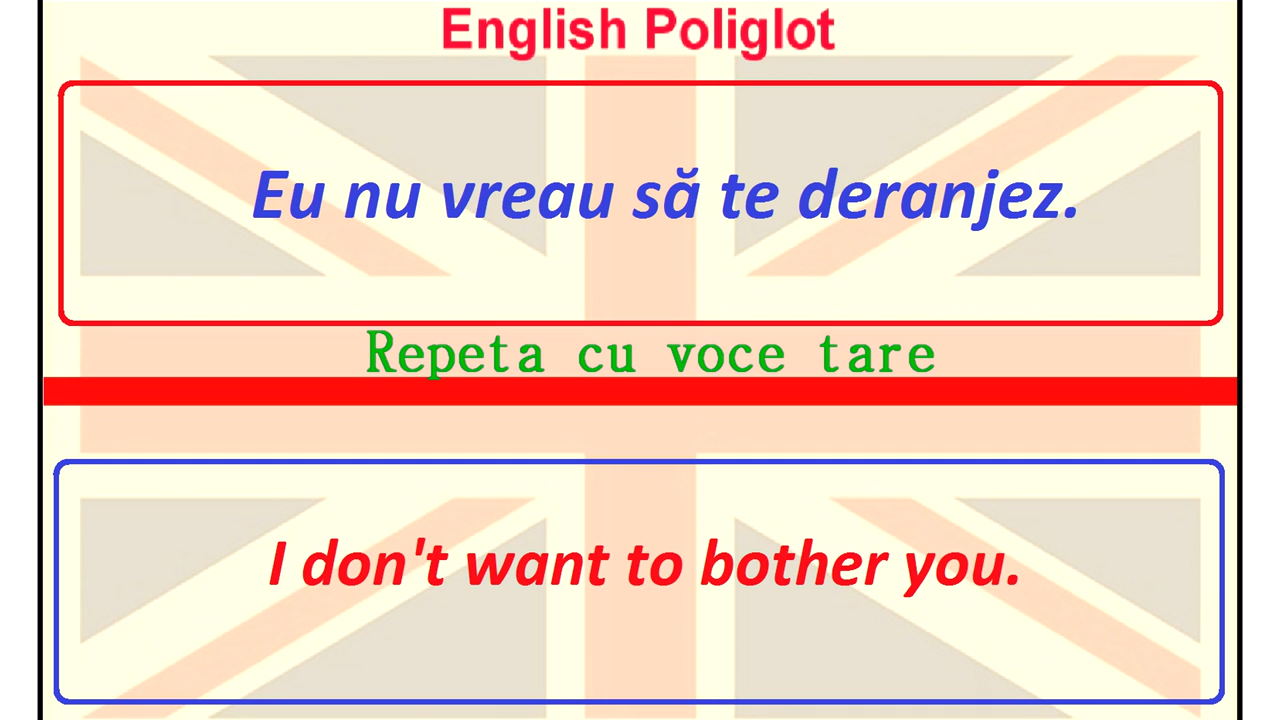 English Poliglot
Eu nu vreau să te deranjez.
Repeta cu voce tare
I don't want to bother you.